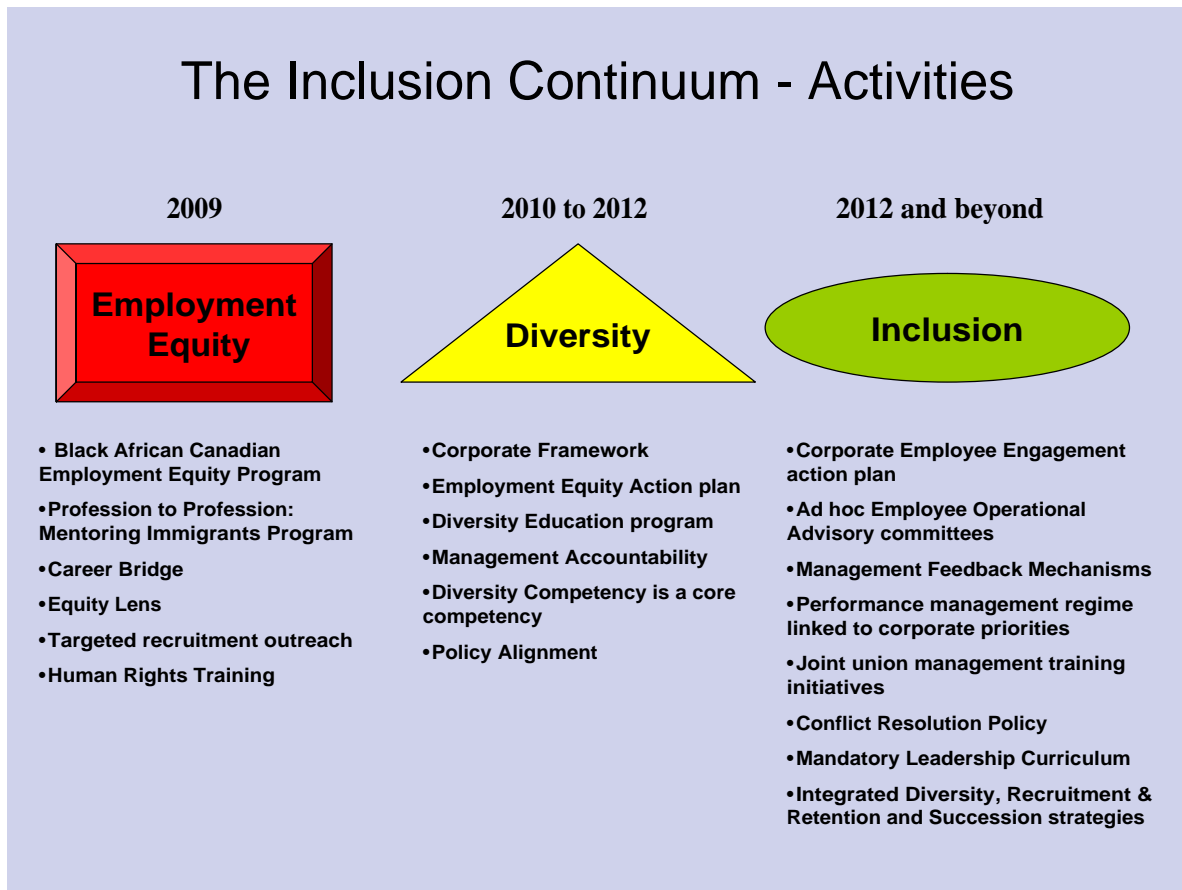 The Inclusion Continuum - Activities
2009
Employment
Equity
• Black African Canadian
Employment Equity Program
•Profession to Profession:
Mentoring Immigrants Program
•Career Bridge
•Equity Lens
•Targeted recruitment outreach
•Human Rights Training
2010 to 2012
Diversity
•Corporate Framework
•Employment Equity Action plan
•Diversity Education program
•Management Accountability
•Diversity Competency is a core
competency
•Policy Alignment
2012 and beyond
Inclusion
•Corporate Employee Engagement
action plan
•Ad hoc Employee Operational
Advisory committees
•Management Feedback Mechanisms
•Performance management regime
linked to corporate priorities
•Joint union management training
initiatives
•Conflict Resolution Policy
•Mandatory Leadership Curriculum
•Integrated Diversity, Recruitment &
Retention and Succession strategies